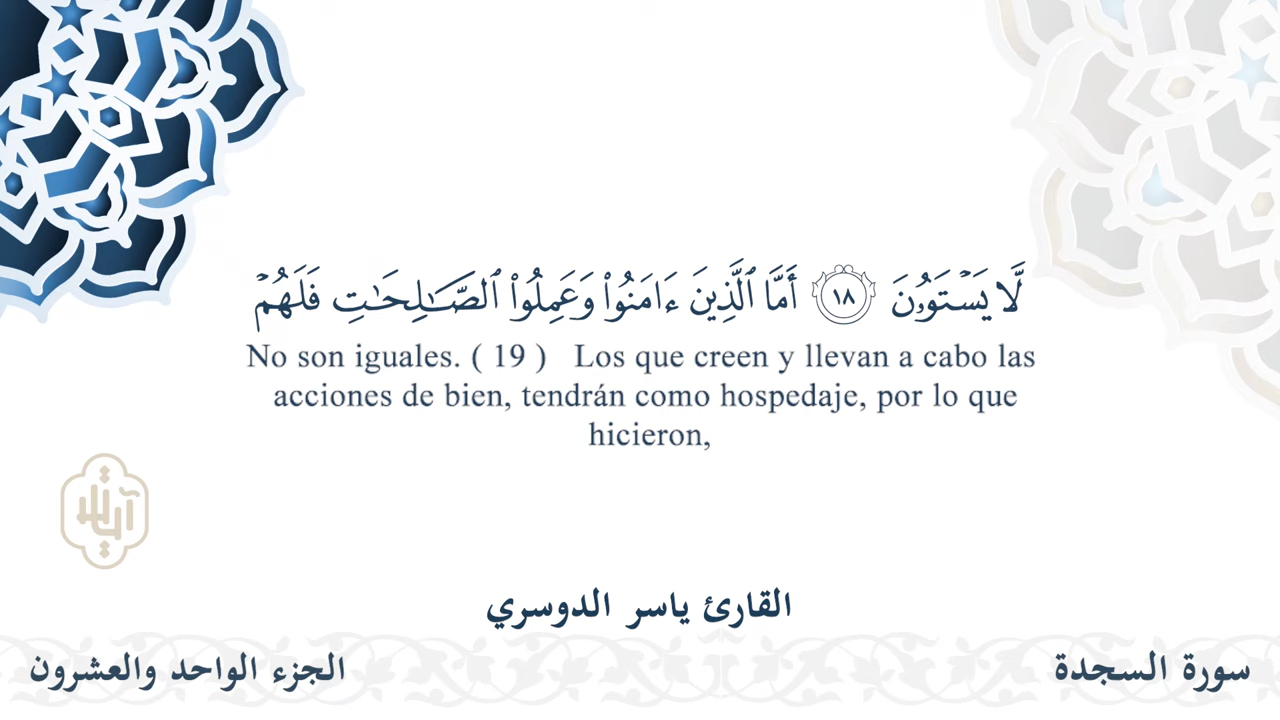 لَّا يَسۡتَوُۥنَ ١٨ أَمَّا ٱلَّذِينَ ءَامَنُواْ وَعَمِلُواْ ٱلصَّـٰلِحَـٰتِ فَلَهُمۡ
No son iguales. ( 19 ) Los que creen y llevan a cabo las
acciones de bien, tendrán como hospedaje, por lo que
hicieron,
آيات
القارئ ياسر الدوسري
سورة السجدة
الجزء الواحد والعشرون